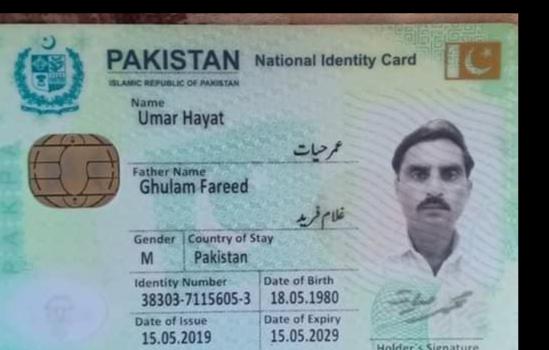 PAKISTAN National Identity Card
ISLAMIC REPUBLIC OF PAKISTAN
Name
Umar Hayat
عمر حیات
Father Name
Ghulam Fareed
غلام فرید
Gender Country of Stay
M Pakistan
Identity Number Date of Birth
38303-7115605-3 18.05.1980
Date of Issue Date of Expiry
15.05.2019 15.05.2029
Holder's Signature